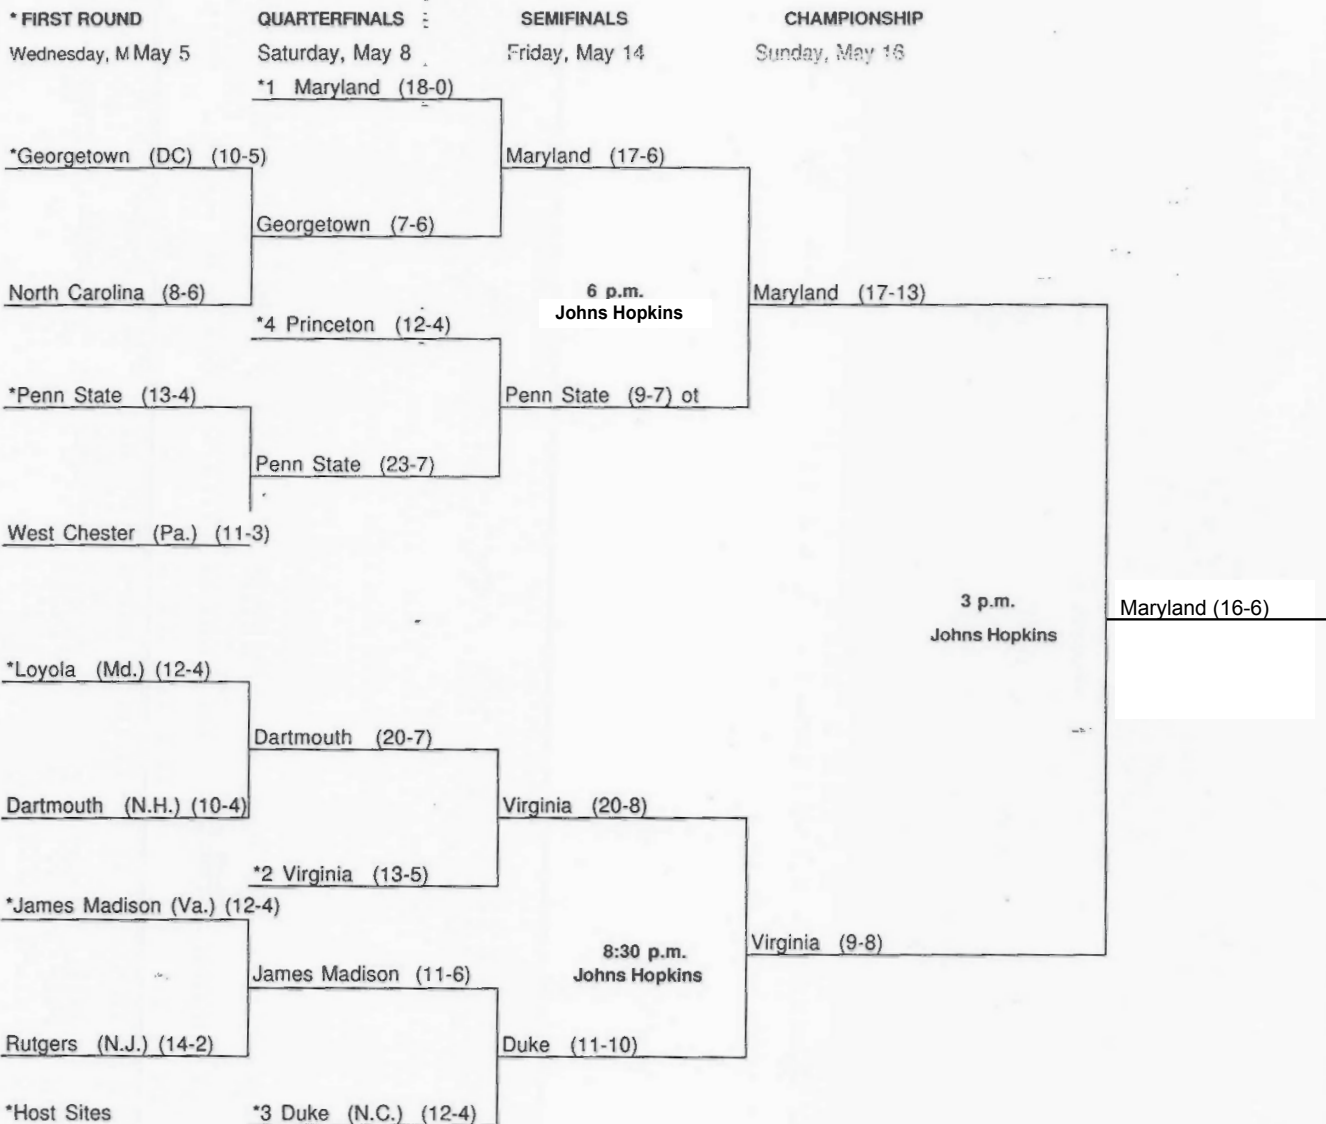 * FIRST ROUND QUARTERFINALS SEMIFINALS CHAMPIONSHIP
Wednesday, M May 5 Saturday, May 8 Friday, May 14 Sunday, May 16
*1 Maryland (18-0)
*Georgetown (DC) (10-5) Maryland (17-6)
Georgetown (7-6)
North Carolina (8-6) 6 p.m. Maryland (17-13)
Johns Hopkins
*4 Princeton (12-4)
*Penn State (13-4) Penn State (9-7) ot
Penn State (23-7)
West Chester (Pa.) (11-3)
3 p.m. Maryland (16-6)
Johns Hopkins
*Loyola (Md.) (12-4)
Dartmouth (20-7)
Dartmouth (N.H.) (10-4) Virginia (20-8)
*2 Virginia (13-5)
*James Madison (Va.) (12-4)
8:30 p.m. Virginia (9-8)
James Madison (11-6) Johns Hopkins
Rutgers (N.J.) (14-2) Duke (11-10)
*Host Sites *3 Duke (N.C.) (12-4)